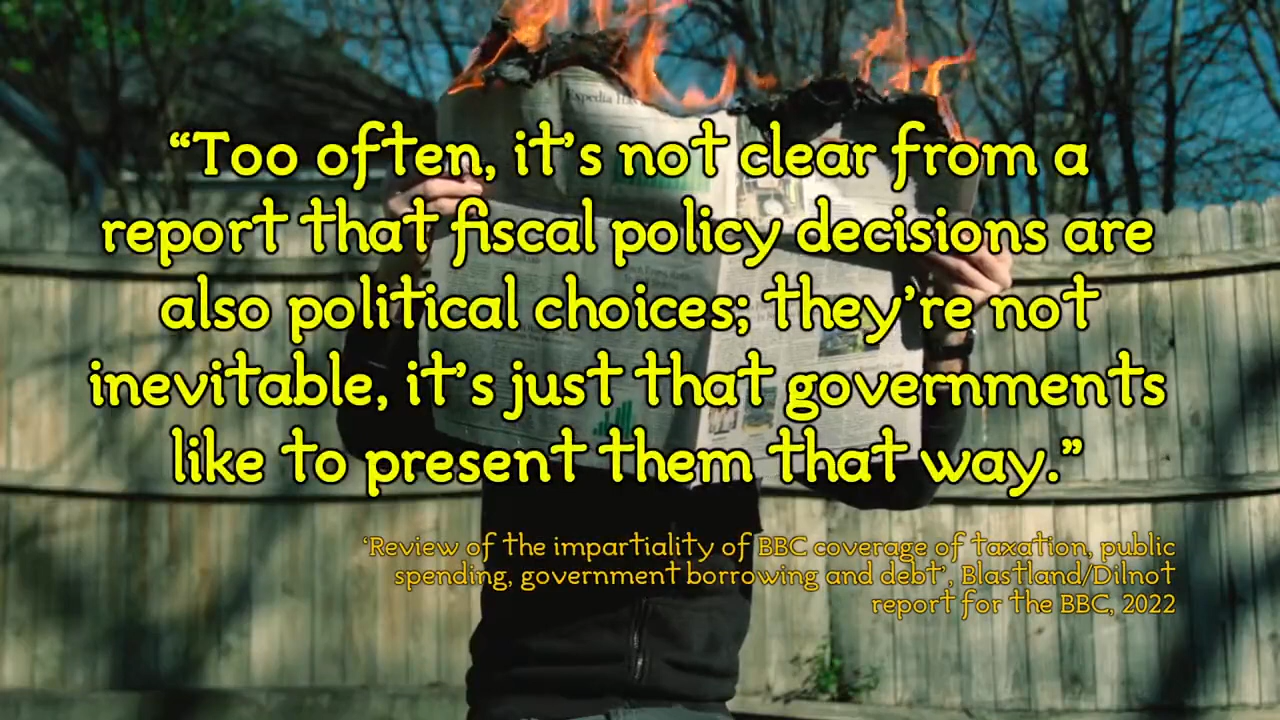 Expedia
“Too often, it’s not clear from a
report that fiscal policy decisions are
also political choices; they’re not
inevitable, it’s just that governments
like to present them that way.”
‘Review of the impartiality of BBC coverage of taxation, public
spending, government borrowing and debt’, Blastland/Dilnot
report for the BBC, 2022